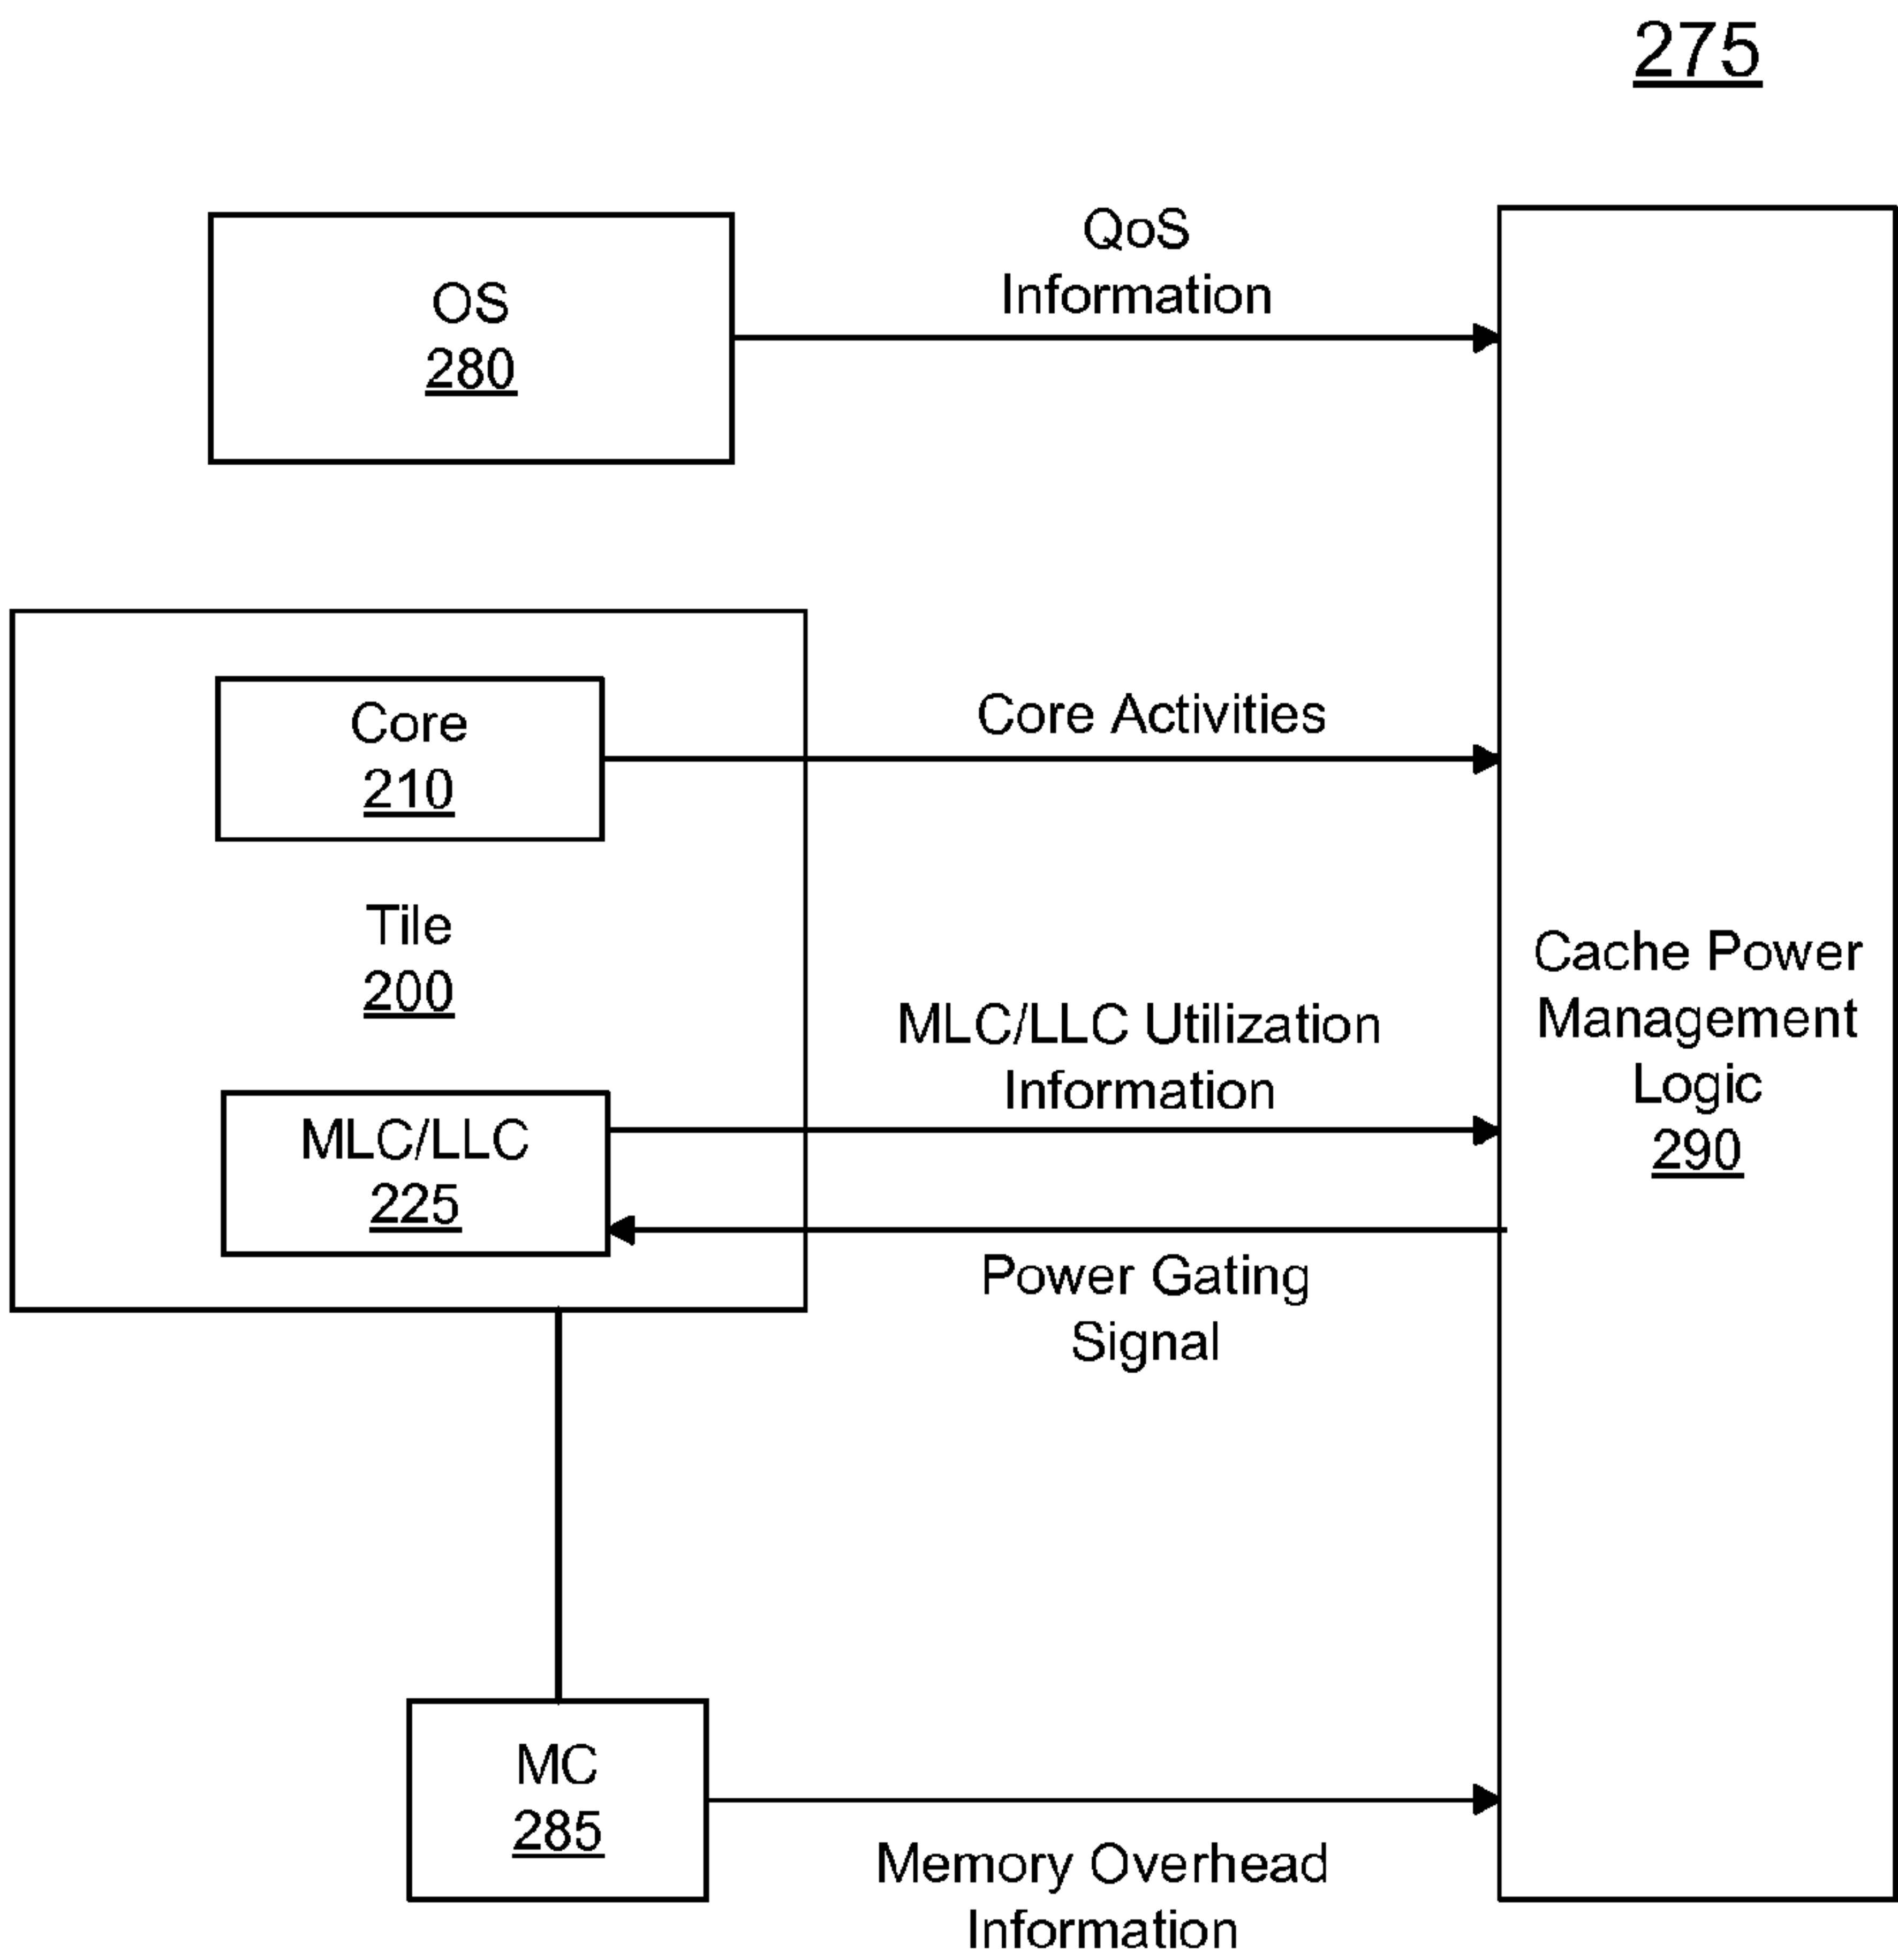 275
OS
280
QoS
Information
Core
210
Core Activities
Tile
200
MLC/LLC Utilization
Information
MLC/LLC
225
Power Gating
Signal
Cache Power
Management
Logic
290
MC
285
Memory Overhead
Information